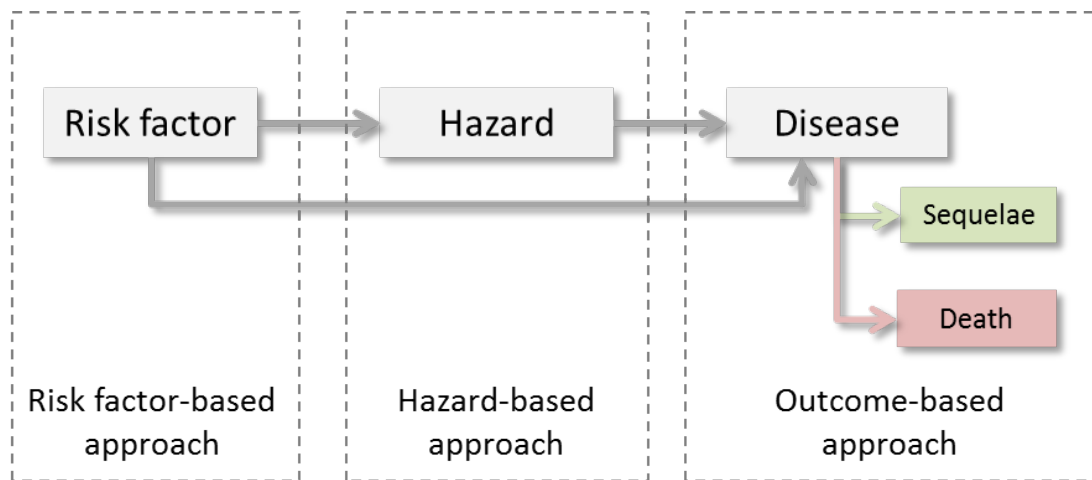 Risk factor
Hazard
Disease
Sequelae
Death
Risk factor-based
approach
Hazard-based
approach
Outcome-based
approach